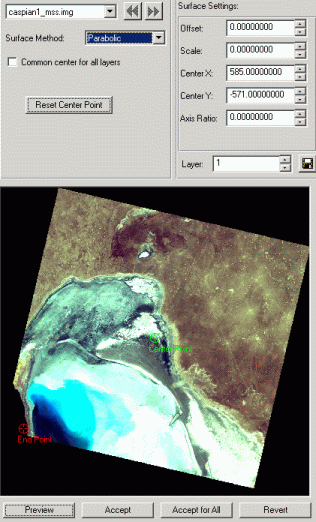 caspian1_mss.img
Surface Method: Parabolic
Common center for all layers
Reset Center Point
Surface Settings:
Offset: 0.00000000
Scale: 0.00000000
Center X: 585.00000000
Center Y: -571.00000000
Axis Ratio: 0.00000000
Layer: 1
Center Point
End Point
Preview Accept Accept for All Revert